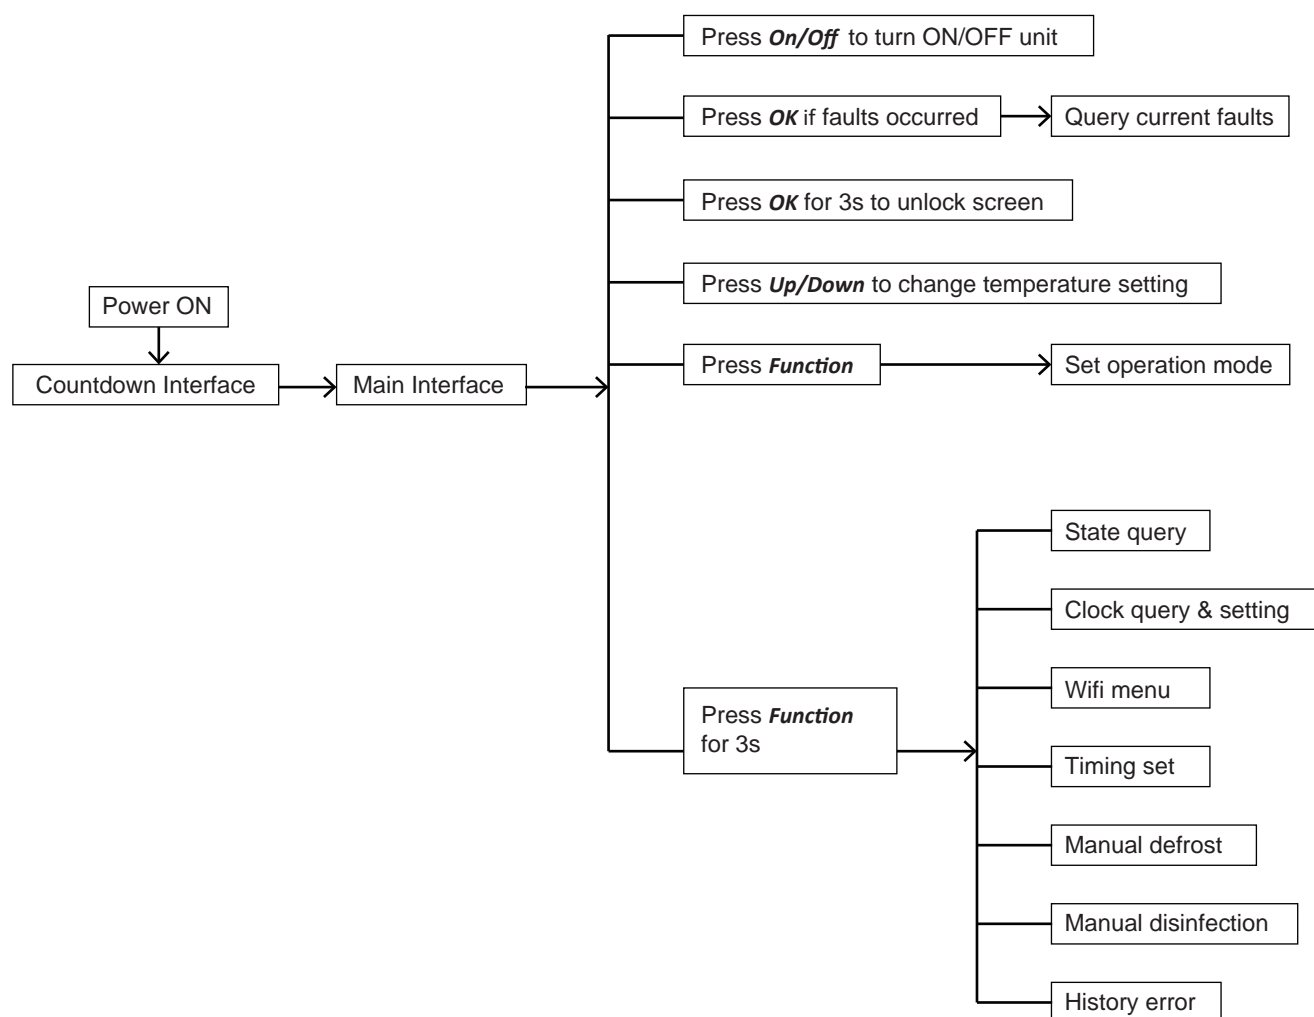 Press On/Off to turn ON/OFF unit
Press OK if faults occurred
Query current faults
Press OK for 3s to unlock screen
Press Up/Down to change temperature setting
Power ON
Countdown Interface
Main Interface
Press Function
Set operation mode
Press Function
for 3s
State query
Clock query & setting
Wifi menu
Timing set
Manual defrost
Manual disinfection
History error